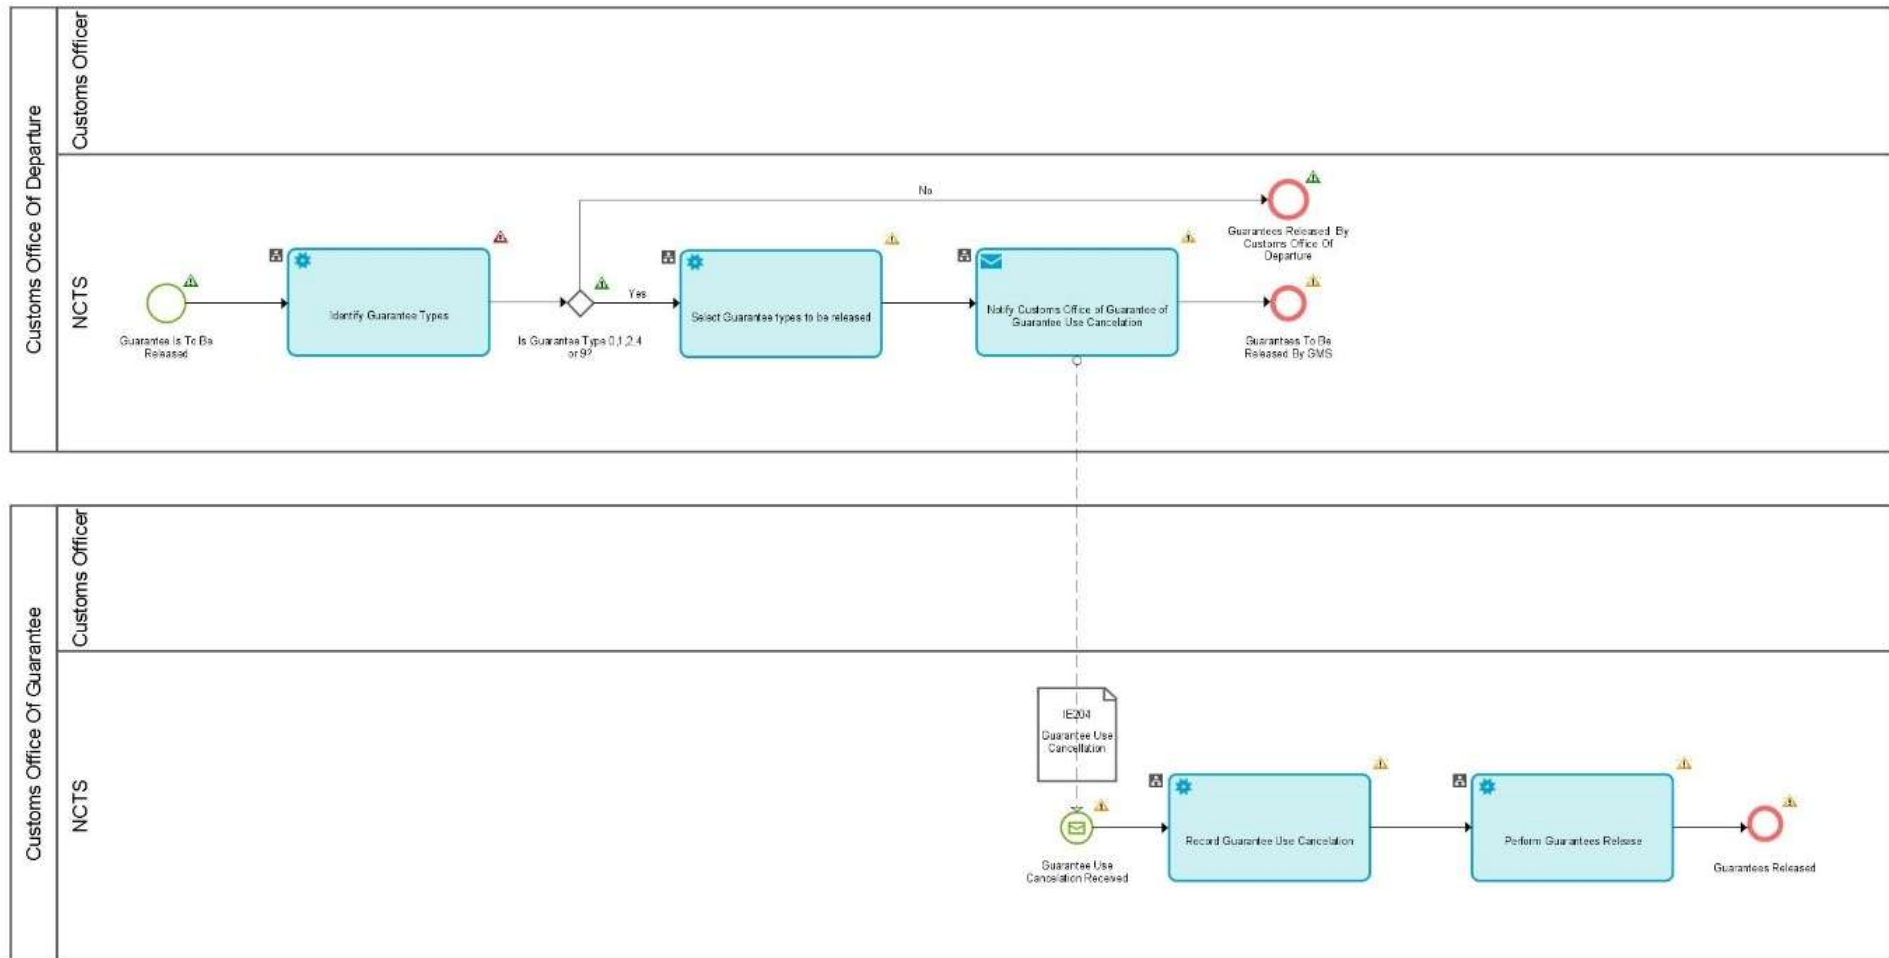 Customs Office Of Departure
Customs Officer
NCTS
No
Guarantees Released By
Customs Office Of
Departure
Guarantee Is To Be
Released
Identify Guarantee Types
Is Guarantee Type 0,1,2,4
or 9?
Yes
Select Guarantee types to be released
Notify Customs Office of Guarantee of
Guarantee Use Cancelation
Guarantees To Be
Released By GMS
Customs Office Of Guarantee
Customs Officer
NCTS
IE204
Guarantee Use
Cancellation
Guarantee Use
Cancelation Received
Record Guarantee Use Cancelation
Perform Guarantees Release
Guarantees Released